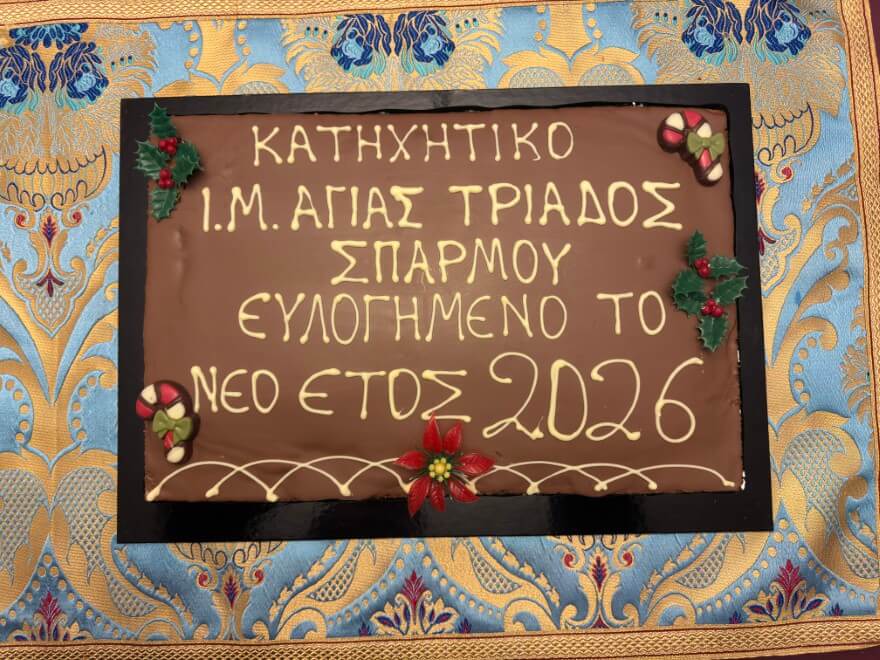 ΚΑΤΗΧΗΤΙΚΟ
Ι.Μ. ΑΓΙΑΣ ΤΡΙΑΔΟΣ
ΣΠΑΡΜΟΥ
ΕΥΛΟΓΗΜΕΝΟ ΤΟ
ΝΕΟ ΕΤΟΣ 2026